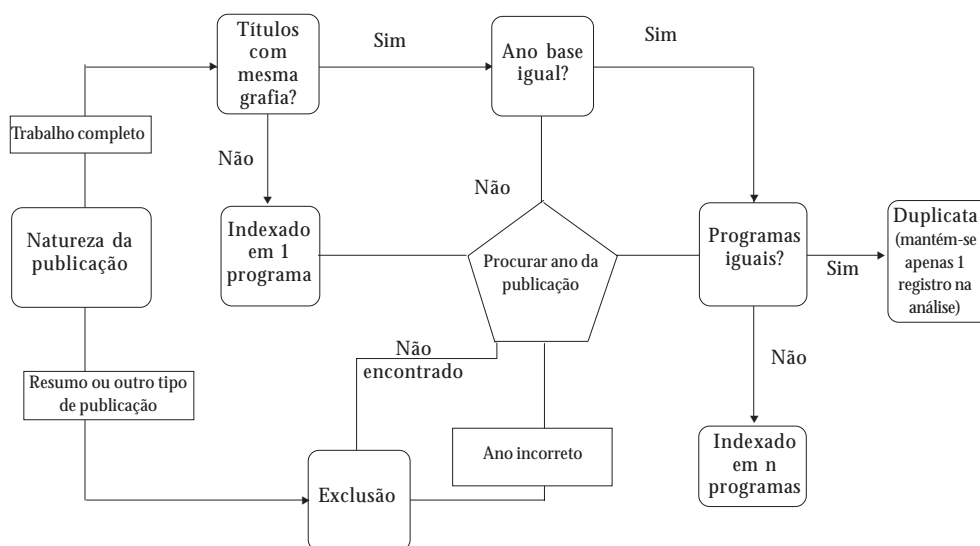 Títulos
com
mesma
grafia?
Sim
Ano base
igual?
Sim
Trabalho completo
Não
Não
Natureza da
publicação
Indexado
em 1
programa
Procurar ano da
publicação
Programas
iguais?
Sim
Duplicata
(mantém-se
apenas 1
registro na
análise)
Não
encontrado
Não
Resumo ou outro tipo
de publicação
Ano incorreto
Indexado
em n
programas
Exclusão